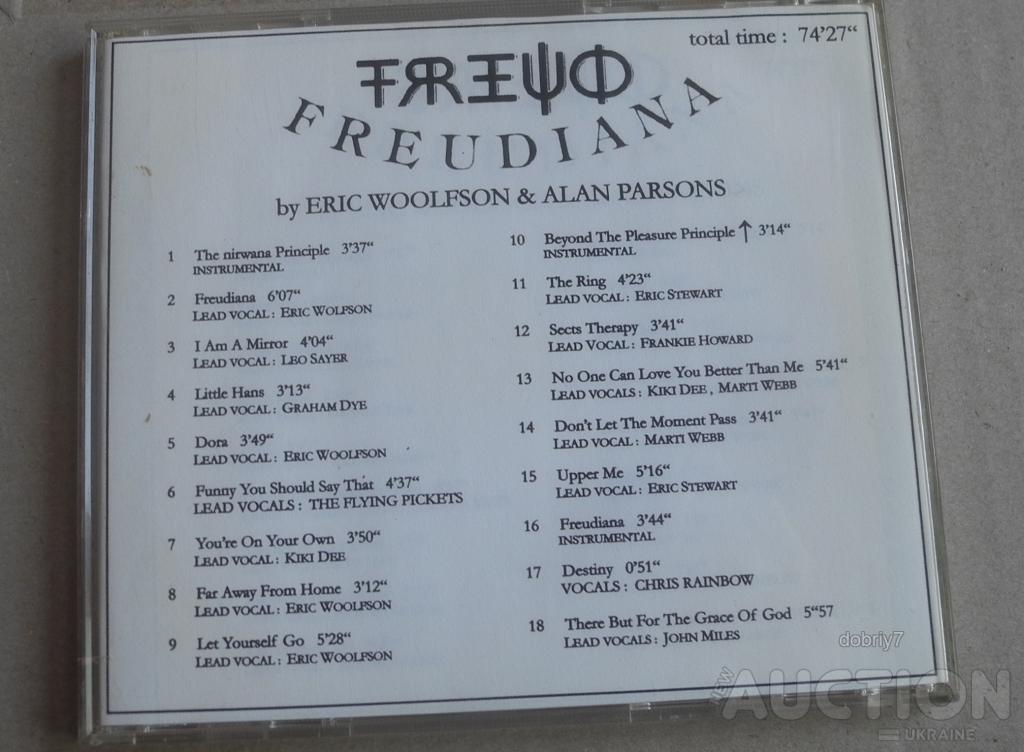 total time : 74'27“
FREUD
FREUDIANA
by ERIC WOOLFSON & ALAN PARSONS
1 The nirwana Principle 3'37“
INSTRUMENTAL
2 Freudiana 6'07“
LEAD VOCAL : ERIC WOLFSON
3 I Am A Mirror 4'04“
LEAD VOCAL : LEO SAYER
4 Little Hans 3'13“
LEAD VOCAL : GRAHAM DYE
5 Dora 3'49“
LEAD VOCAL : ERIC WOOLFSON
6 Funny You Should Say That 4'37“
LEAD VOCALS : THE FLYING PICKETS
7 You're On Your Own 3'50“
LEAD VOCAL : KIKI DEE
8 Far Away From Home 3'12“
LEAD VOCAL : ERIC WOOLFSON
9 Let Yourself Go 5'28“
LEAD VOCAL : ERIC WOOLFSON
10 Beyond The Pleasure Principle ↑ 3'14“
INSTRUMENTAL
11 The Ring 4'23“
LEAD VOCAL : ERIC STEWART
12 Sects Therapy 3'41“
LEAD VOCAL : FRANKIE HOWARD
13 No One Can Love You Better Than Me 5'41“
LEAD VOCALS : KIKI DEE , MARTI WEBB
14 Don't Let The Moment Pass 3'41“
LEAD VOCAL : MARTI WEBB
15 Upper Me 5'16“
LEAD VOCAL : ERIC STEWART
16 Freudiana 3'44“
INSTRUMENTAL
17 Destiny 0'51“
VOCALS : CHRIS RAINBOW
18 There But For The Grace Of God 5“57
LEAD VOCALS : JOHN MILES
dobriy7
NEW AUCTION
UKRAINE